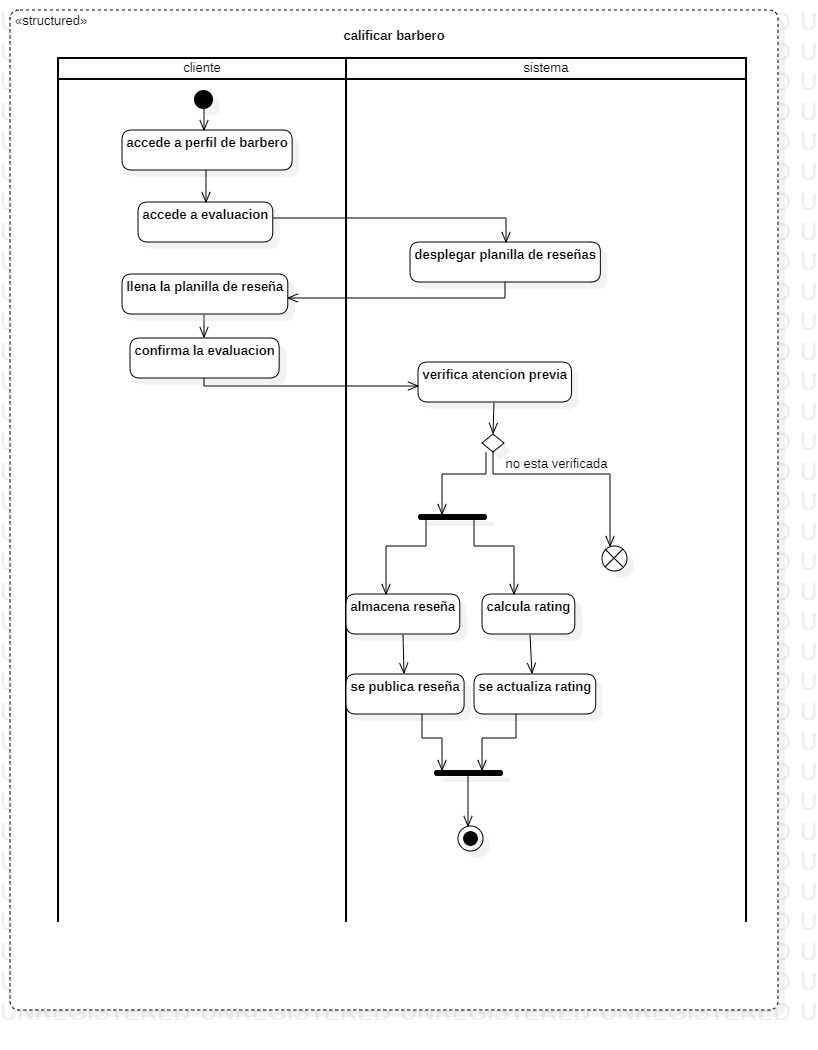 «structured»
calificar barbero
cliente
sistema
accede a perfil de barbero
accede a evaluacion
desplegar planilla de reseñas
llena la planilla de reseña
confirma la evaluacion
verifica atencion previa
no esta verificada
almacena reseña
calcula rating
se publica reseña
se actualiza rating
UNREGISTERED UNREGISTERED UNREGISTERED UNREGISTERED U